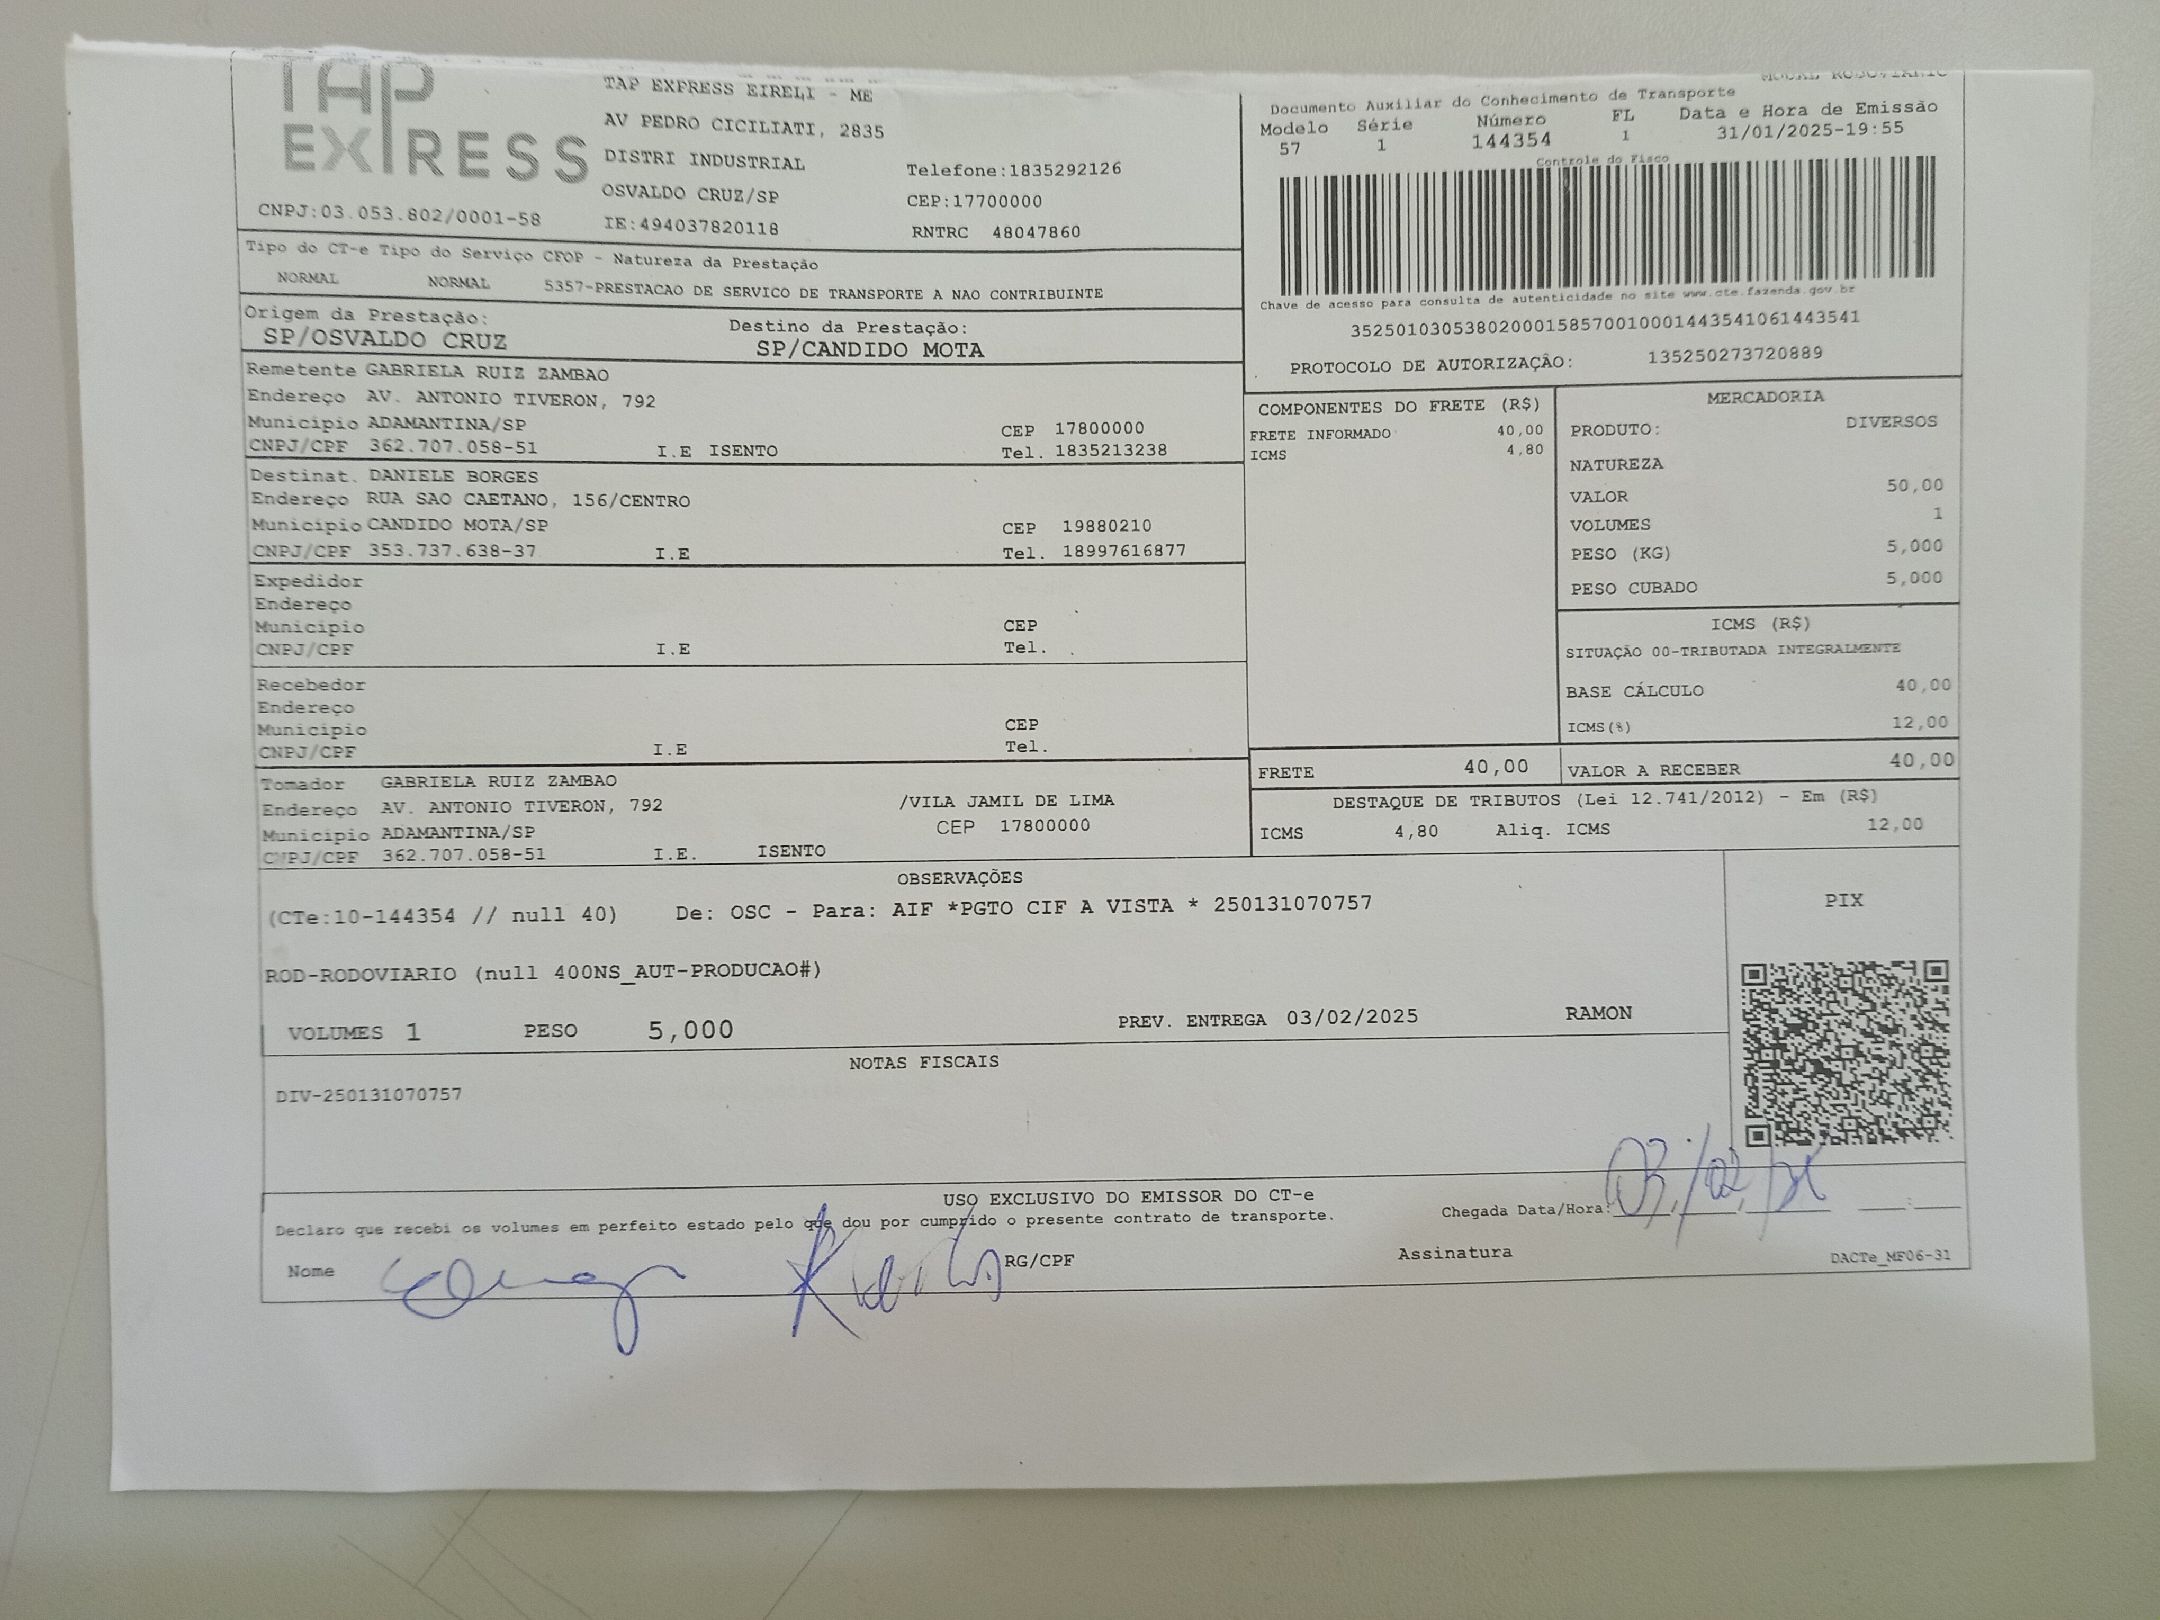 TAP
EXPRESS
CNPJ:03.053.802/0001-58
TAP EXPRESS EIRELI - ME
AV PEDRO CICILIATI, 2835
DISTRI INDUSTRIAL
OSVALDO CRUZ/SP
IE:494037820118
Telefone:1835292126
CEP:17700000
RNTRC 48047860
Documento Auxiliar do Conhecimento de Transporte
Modelo Série Número FL Data e Hora de Emissão
57 1 144354 1 31/01/2025-19:55
Controle do Fisco
Chave de acesso para consulta de autenticidade no site www.cte.fazenda.gov.br
35250103053802000158570010001443541061443541
PROTOCOLO DE AUTORIZAÇÃO: 135250273720889
Tipo do CT-e Tipo do Serviço CFOP - Natureza da Prestação
NORMAL NORMAL 5357-PRESTACAO DE SERVICO DE TRANSPORTE A NAO CONTRIBUINTE
Origem da Prestação: Destino da Prestação:
SP/OSVALDO CRUZ SP/CANDIDO MOTA
Remetente GABRIELA RUIZ ZAMBAO
Endereço AV. ANTONIO TIVERON, 792
Municipio ADAMANTINA/SP CEP 17800000
CNPJ/CPF 362.707.058-51 I.E ISENTO Tel. 1835213238
Destinat. DANIELE BORGES
Endereço RUA SAO CAETANO, 156/CENTRO
Municipio CANDIDO MOTA/SP CEP 19880210
CNPJ/CPF 353.737.638-37 I.E Tel. 18997616877
Expedidor
Endereço
Municipio CEP
CNPJ/CPF I.E Tel.
Recebedor
Endereço
Municipio CEP
CNPJ/CPF I.E Tel.
Tomador GABRIELA RUIZ ZAMBAO
Endereço AV. ANTONIO TIVERON, 792 /VILA JAMIL DE LIMA
Municipio ADAMANTINA/SP CEP 17800000
CNPJ/CPF 362.707.058-51 I.E. ISENTO
COMPONENTES DO FRETE (R$)
FRETE INFORMADO 40,00
ICMS 4,80
MERCADORIA
PRODUTO: DIVERSOS
NATUREZA
VALOR 50,00
VOLUMES 1
PESO (KG) 5,000
PESO CUBADO 5,000
ICMS (R$)
SITUAÇÃO 00-TRIBUTADA INTEGRALMENTE
BASE CÁLCULO 40,00
ICMS(%) 12,00
FRETE 40,00 VALOR A RECEBER 40,00
DESTAQUE DE TRIBUTOS (Lei 12.741/2012) - Em (R$)
ICMS 4,80 Aliq. ICMS 12,00
OBSERVAÇÕES
(CTe:10-144354 // null 40) De: OSC - Para: AIF *PGTO CIF A VISTA * 250131070757
ROD-RODOVIARIO (null 400NS_AUT-PRODUCAO#)
VOLUMES 1 PESO 5,000 PREV. ENTREGA 03/02/2025 RAMON
PIX
NOTAS FISCAIS
DIV-250131070757
USO EXCLUSIVO DO EMISSOR DO CT-e
Declaro que recebi os volumes em perfeito estado pelo que dou por cumprido o presente contrato de transporte.
Chegada Data/Hora: 03/02/
Nome RG/CPF Assinatura
DACTe_MF06-31